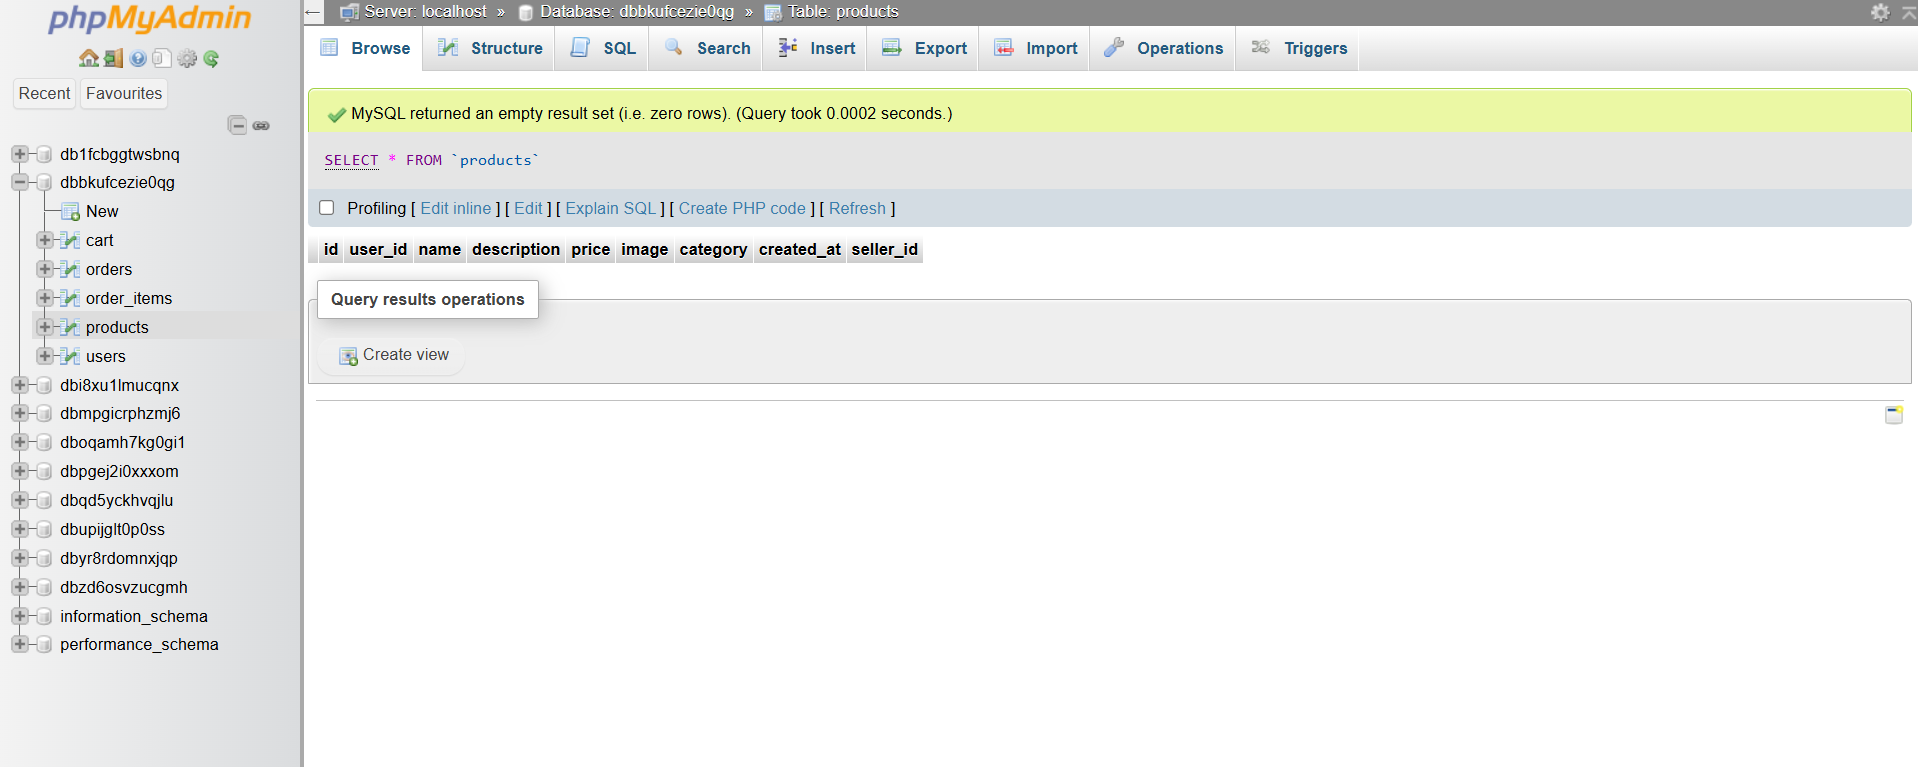 phpMyAdmin
Recent Favourites
db1fcbggtwsbnq
dbbkufcezie0qg
New
cart
orders
order_items
products
users
dbi8xu1lmucqnx
dbmpgicrphzmj6
dboqamh7kg0gi1
dbpgej2i0xxxom
dbqd5yckhvqjlu
dbupijglt0p0ss
dbyr8rdomnxjqp
dbzd6osvzucgmh
information_schema
performance_schema
Server: localhost » Database: dbbkufcezie0qg » Table: products
Browse Structure SQL Search Insert Export Import Operations Triggers
MySQL returned an empty result set (i.e. zero rows). (Query took 0.0002 seconds.)
SELECT * FROM `products`
Profiling [ Edit inline ] [ Edit ] [ Explain SQL ] [ Create PHP code ] [ Refresh ]
id user_id name description price image category created_at seller_id
Query results operations
Create view